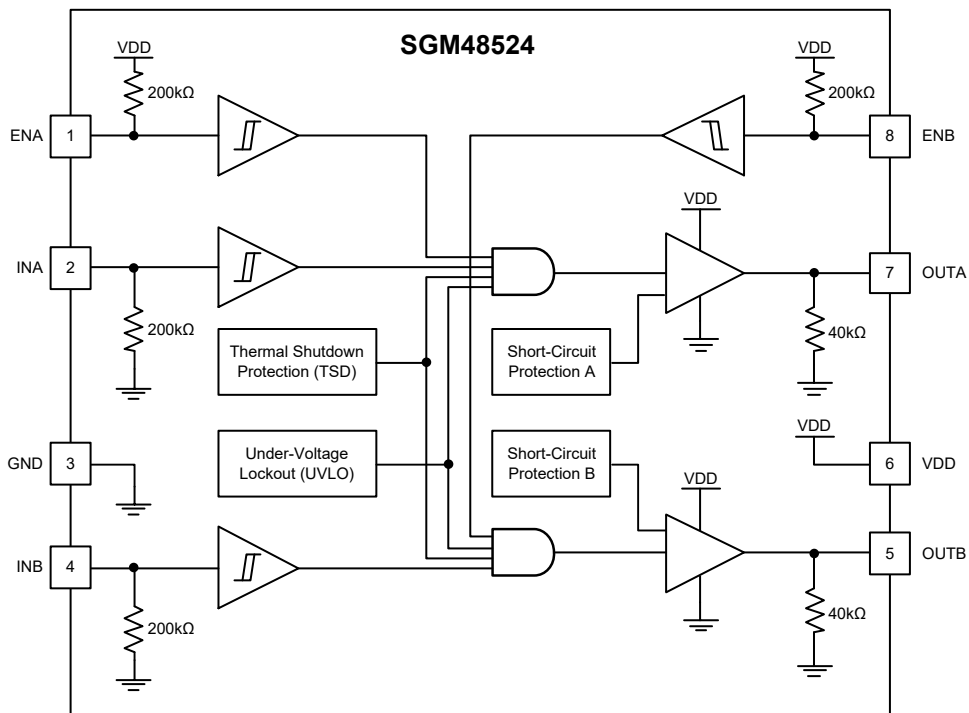 SGM48524
VDD
200kΩ
ENA
1
VDD
200kΩ
8
ENB
INA
2
200kΩ
VDD
7
OUTA
40kΩ
Thermal Shutdown
Protection (TSD)
Short-Circuit
Protection A
GND
3
Under-Voltage
Lockout (UVLO)
Short-Circuit
Protection B
VDD
VDD
6
VDD
INB
4
200kΩ
5
OUTB
40kΩ